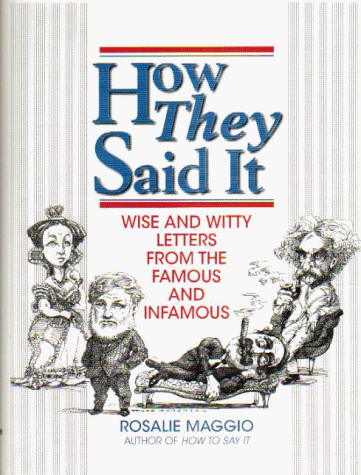 How
They
Said It
WISE AND WITTY
LETTERS
FROM THE
FAMOUS
AND
INFAMOUS
ROSALIE MAGGIO
AUTHOR OF HOW TO SAY IT